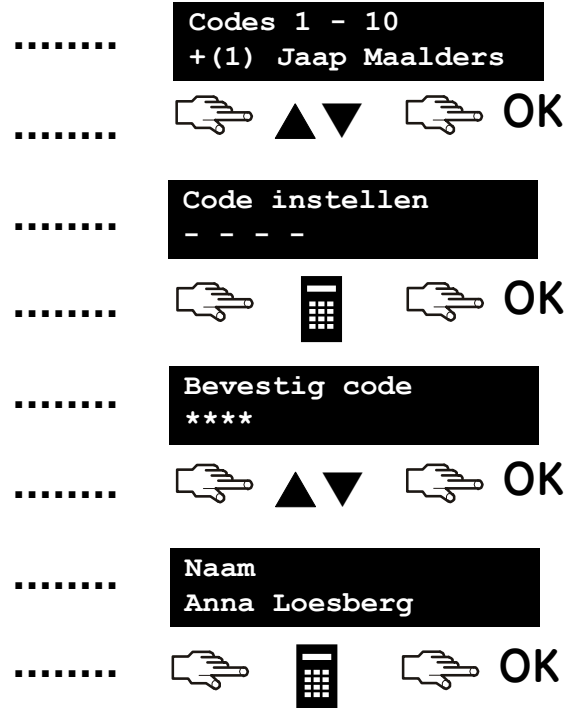 ........ Codes 1 - 10
+(1) Jaap Maalders
........ OK
........ Code instellen
- - - -
........ OK
........ Bevestig code
****
........ OK
........ Naam
Anna Loesberg
........ OK